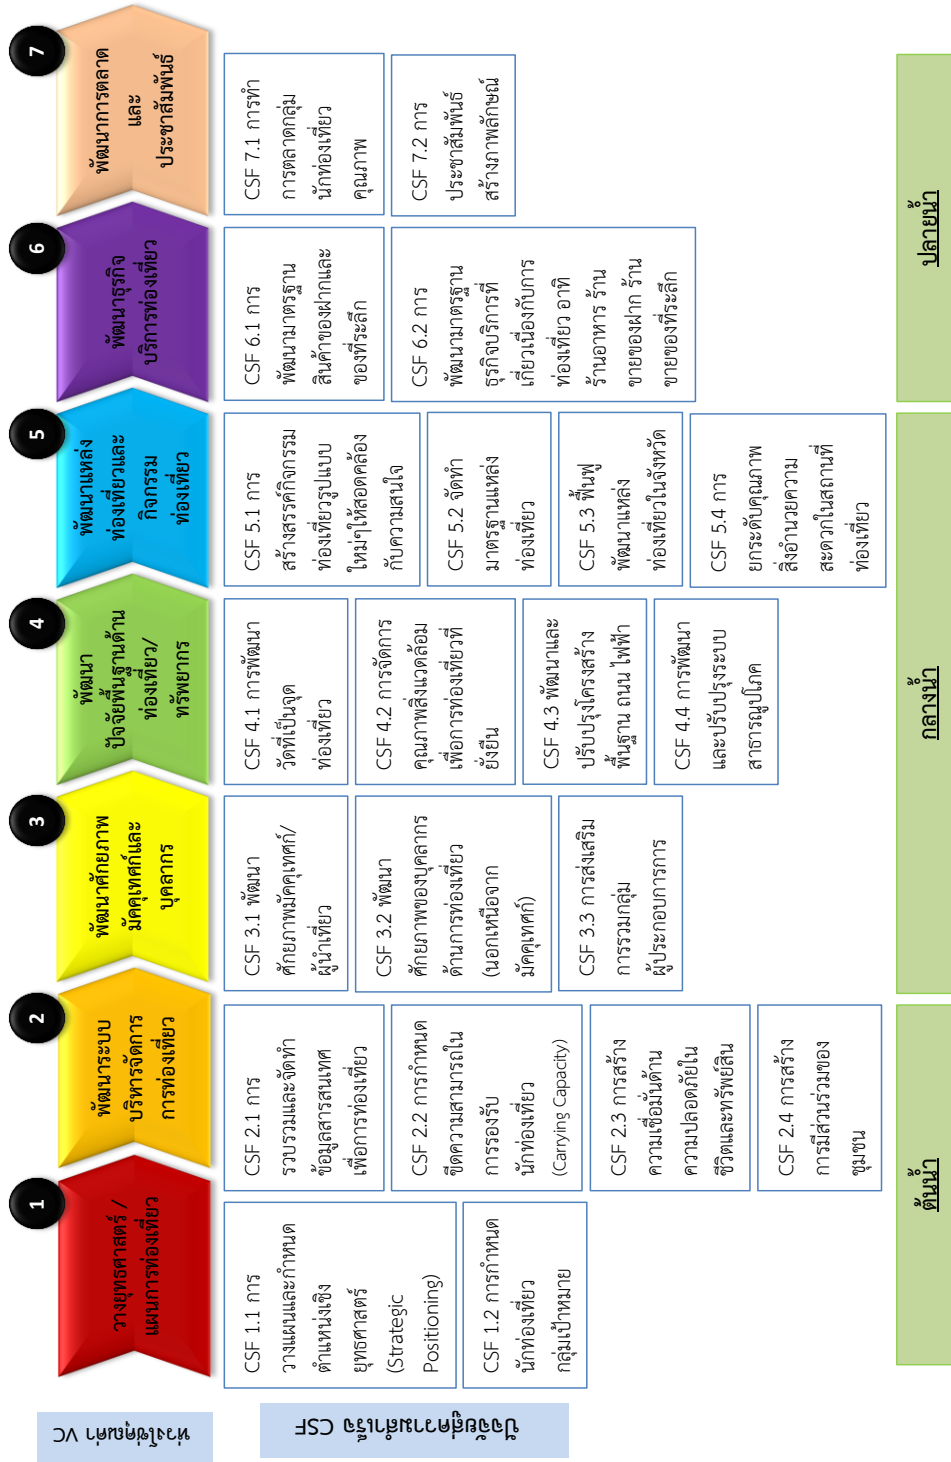 ห่วงโซ่คุณค่า VC
1
วางยุทธศาสตร์ /
แผนการท่องเที่ยว
2
พัฒนาระบบ
บริหารจัดการ
การท่องเที่ยว
3
พัฒนาศักยภาพ
มัคคุเทศก์และ
บุคลากร
4
พัฒนา
ปัจจัยพื้นฐานด้าน
ท่องเที่ยว/
ทรัพยากร
5
พัฒนาแหล่ง
ท่องเที่ยวและ
กิจกรรม
ท่องเที่ยว
6
พัฒนาธุรกิจ
บริการท่องเที่ยว
7
พัฒนาการตลาด
และ
ประชาสัมพันธ์
ปัจจัยสู่ความสำเร็จ CSF
CSF 1.1 การ
วางแผนและกำหนด
ตำแหน่งเชิง
ยุทธศาสตร์
(Strategic
Positioning)
CSF 1.2 การกำหนด
นักท่องเที่ยว
กลุ่มเป้าหมาย
CSF 2.1 การ
รวบรวมและจัดทำ
ข้อมูลสารสนเทศ
เพื่อการท่องเที่ยว
CSF 2.2 การกำหนด
ขีดความสามารถใน
การรองรับ
นักท่องเที่ยว
(Carrying Capacity)
CSF 2.3 การสร้าง
ความเชื่อมั่นด้าน
ความปลอดภัยใน
ชีวิตและทรัพย์สิน
CSF 2.4 การสร้าง
การมีส่วนร่วมของ
ชุมชน
CSF 3.1 พัฒนา
ศักยภาพมัคคุเทศก์/
ผู้นำเที่ยว
CSF 3.2 พัฒนา
ศักยภาพของบุคลากร
ด้านการท่องเที่ยว
(นอกเหนือจาก
มัคคุเทศก์)
CSF 3.3 การส่งเสริม
การรวมกลุ่ม
ผู้ประกอบการการ
CSF 4.1 การพัฒนา
วัดที่เป็นจุด
ท่องเที่ยว
CSF 4.2 การจัดการ
คุณภาพสิ่งแวดล้อม
เพื่อการท่องเที่ยวที่
ยั่งยืน
CSF 4.3 พัฒนาและ
ปรับปรุงโครงสร้าง
พื้นฐาน ถนน ไฟฟ้า
CSF 4.4 การพัฒนา
และปรับปรุงระบบ
สาธารณูปโภค
CSF 5.1 การ
สร้างสรรค์กิจกรรม
ท่องเที่ยวรูปแบบ
ใหม่ๆให้สอดคล้อง
กับความสนใจ
CSF 5.2 จัดทำ
มาตรฐานแหล่ง
ท่องเที่ยว
CSF 5.3 ฟื้นฟู
พัฒนาแหล่ง
ท่องเที่ยวในจังหวัด
CSF 5.4 การ
ยกระดับคุณภาพ
สิ่งอำนวยความ
สะดวกในสถานที่
ท่องเที่ยว
CSF 6.1 การ
พัฒนามาตรฐาน
สินค้าของฝากและ
ของที่ระลึก
CSF 6.2 การ
พัฒนามาตรฐาน
ธุรกิจบริการที่
เกี่ยวเนื่องกับการ
ท่องเที่ยว อาทิ
ร้านอาหาร ร้าน
ขายของฝาก ร้าน
ขายของที่ระลึก
CSF 7.1 การทำ
การตลาดกลุ่ม
นักท่องเที่ยว
คุณภาพ
CSF 7.2 การ
ประชาสัมพันธ์
สร้างภาพลักษณ์
ต้นน้ำ
กลางน้ำ
ปลายน้ำ